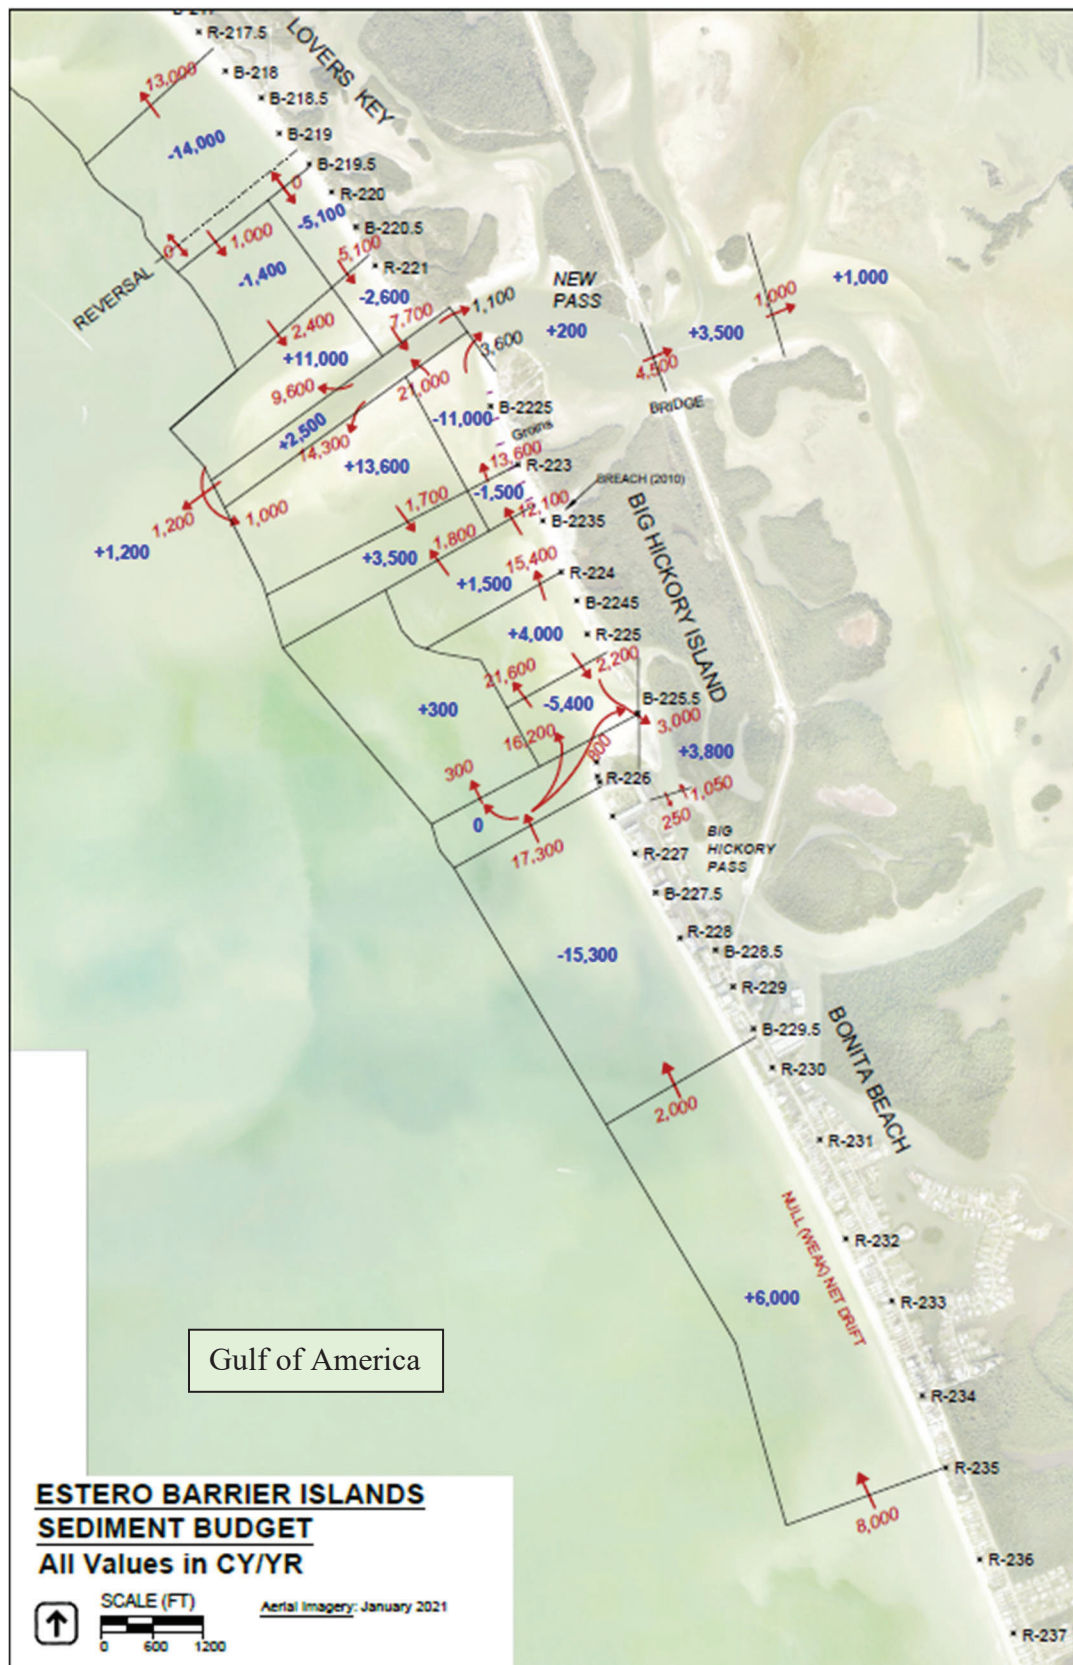 R-217.5
LOVERS KEY
B-218
13,000
B-218.5
-14,000
B-219
B-219.5
0
R-220
-5,100
B-220.5
1,000
0
5,100
R-221
-1,400
REVERSAL
-2,600
NEW
PASS
+1,000
1,100
1,000
7,700
2,400
+200
+3,500
3,600
+11,000
4,500
9,600
21,000
BRIDGE
-11,000
B-2225
+2,500
Groins
14,300
+13,600
13,600
R-223
BREACH (2010)
-1,500
1,700
12,100
1,200
1,000
B-2235
BIG HICKORY ISLAND
+1,200
1,800
+3,500
15,400
R-224
+1,500
B-2245
+4,000
R-225
2,200
21,600
-5,400
B-225.5
+300
3,000
16,200
800
+3,800
300
R-226
1,050
250
0
BIG
HICKORY
PASS
17,300
R-227
B-227.5
R-228
B-228.5
-15,300
R-229
BONITA BEACH
B-229.5
R-230
2,000
R-231
NULL (WEAK) NET DRIFT
R-232
+6,000
R-233
Gulf of America
R-234
R-235
8,000
R-236
R-237
ESTERO BARRIER ISLANDS
SEDIMENT BUDGET
All Values in CY/YR
SCALE (FT)
0 600 1200
Aerial Imagery: January 2021